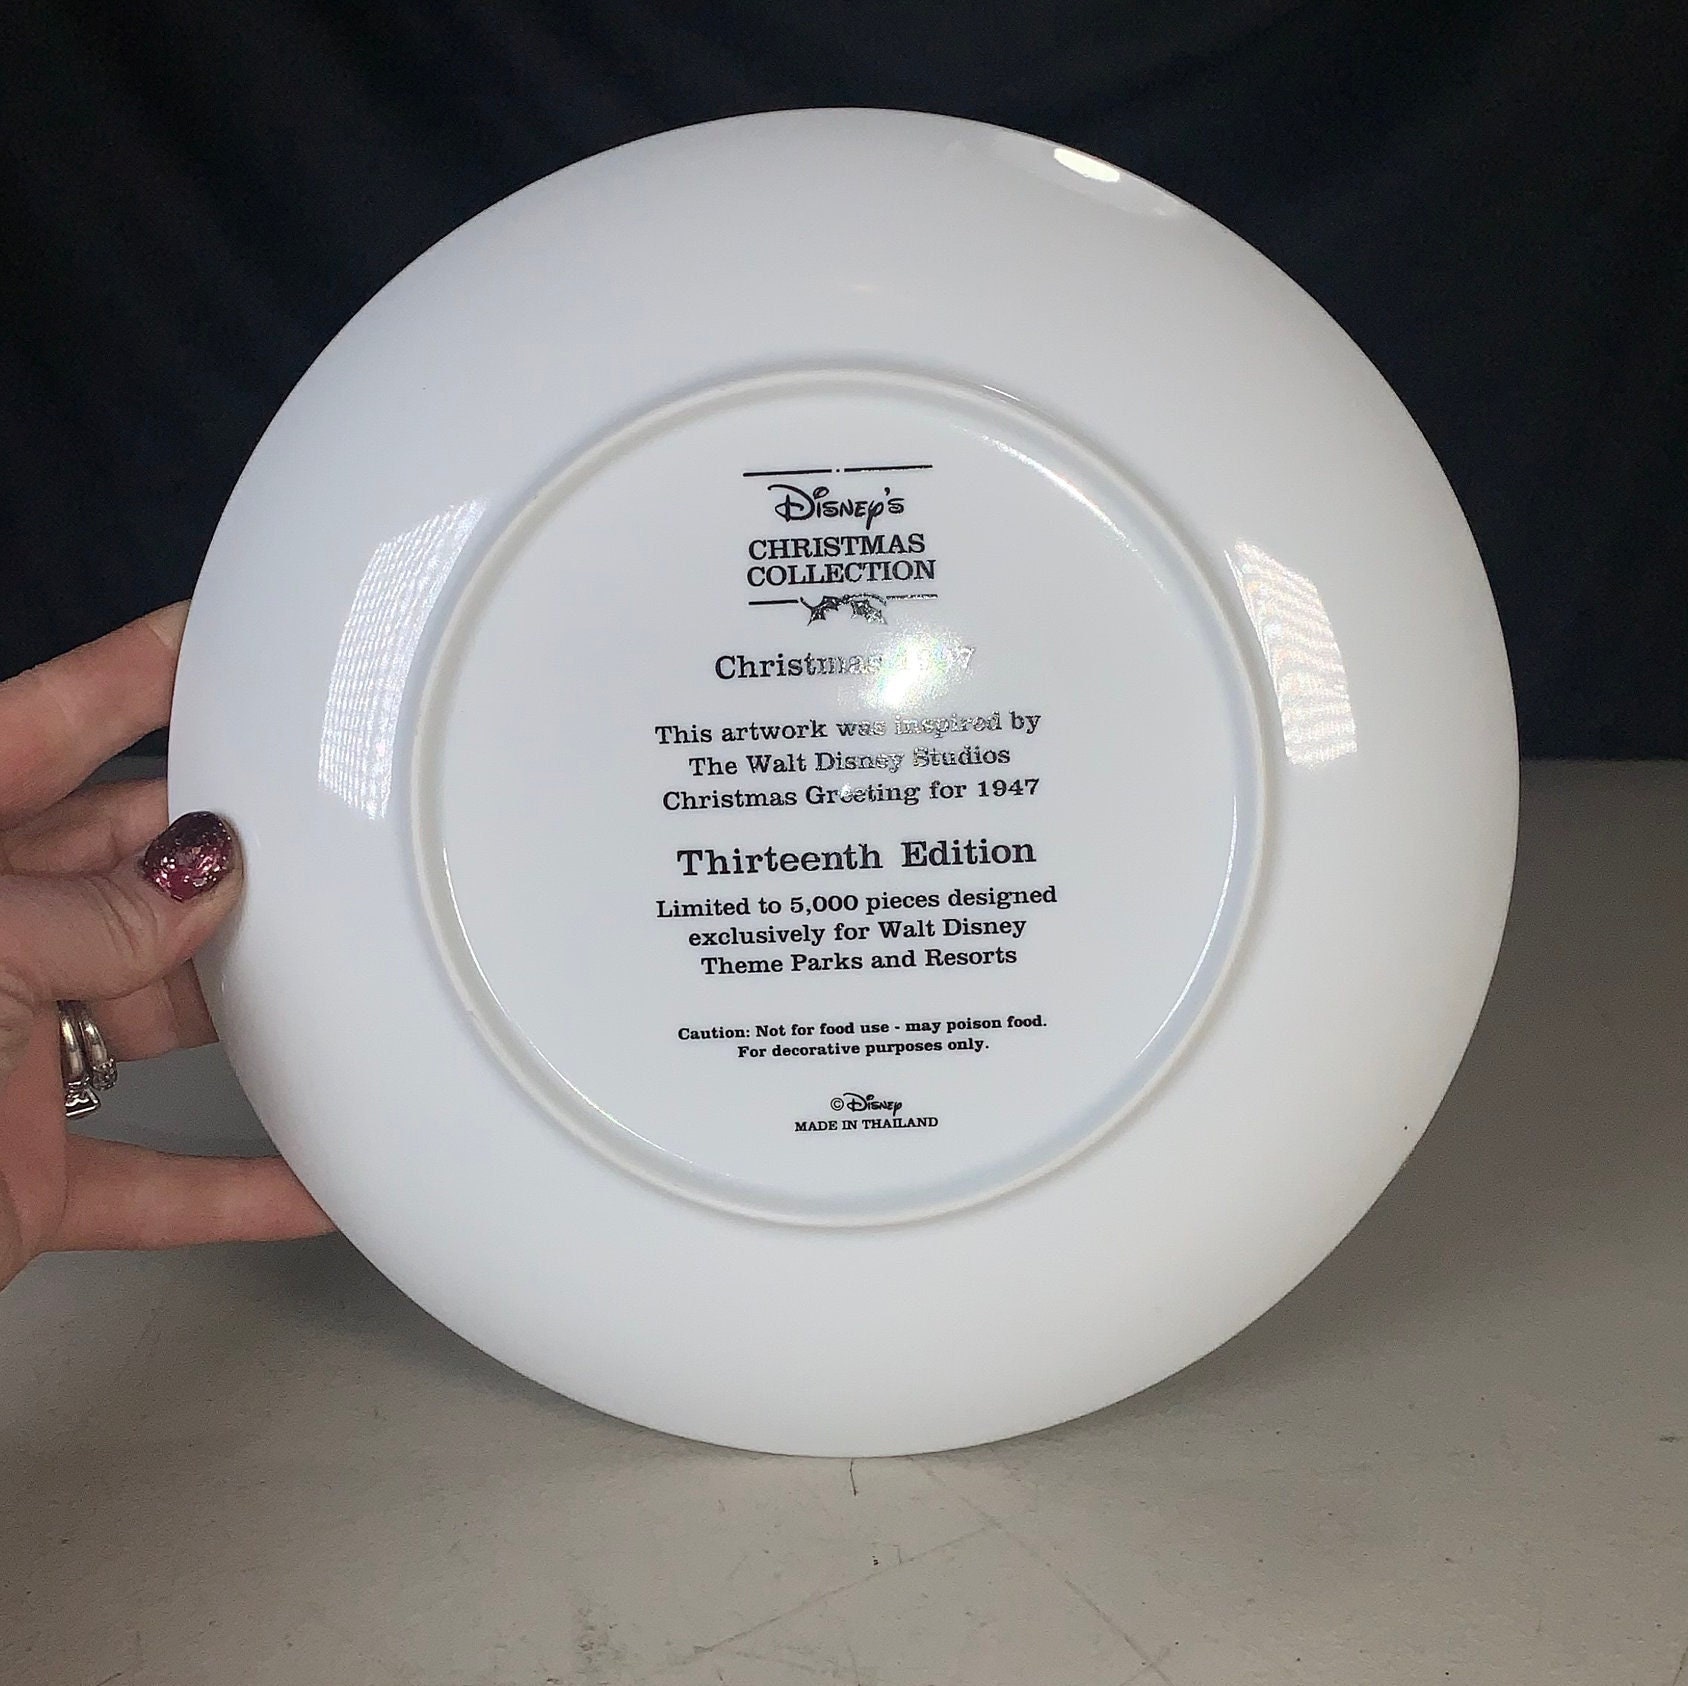 Disney's
CHRISTMAS
COLLECTION
Christmas
This artwork was inspired by
The Walt Disney Studios
Christmas Greeting for 1947
Thirteenth Edition
Limited to 5,000 pieces designed
exclusively for Walt Disney
Theme Parks and Resorts
Caution: Not for food use - may poison food.
For decorative purposes only.
© Disney
MADE IN THAILAND